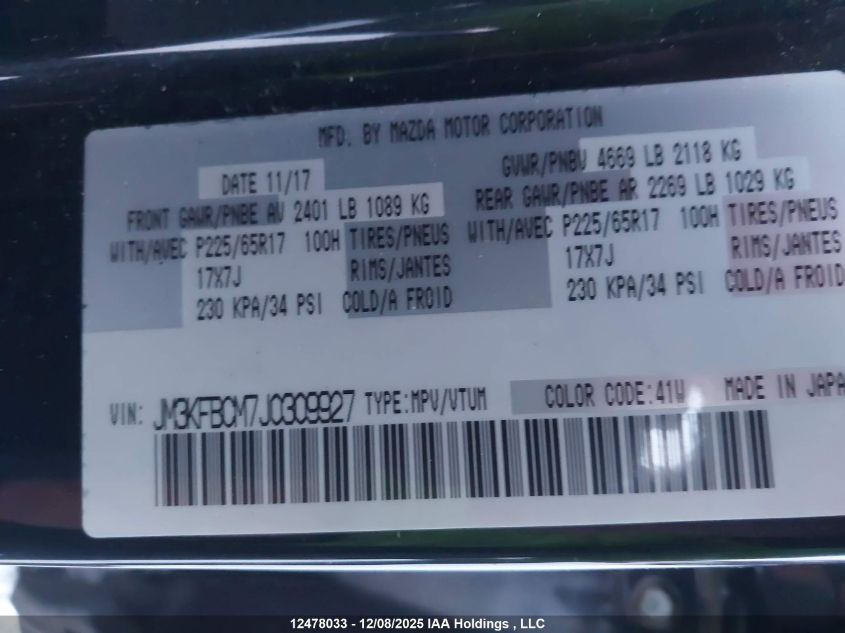 MFD. BY MAZDA MOTOR CORPORATION
DATE 11/17
GVWR/PNBV 4669 LB 2118 KG
FRONT GAWR/PNBE AV 2401 LB 1089 KG
REAR GAWR/PNBE AR 2269 LB 1029 KG
WITH/AVEC P225/65R17 100H TIRES/PNEUS
WITH/AVEC P225/65R17 100H TIRES/PNEUS
17X7J RIMS/JANTES
17X7J RIMS/JANTES
230 KPA/34 PSI COLD/A FROID
230 KPA/34 PSI COLD/A FROID
VIN: JM3KFBCM7J0309927 TYPE:MPV/VTUM COLOR CODE:41W MADE IN JAPA
12478033 - 12/08/2025 IAA Holdings , LLC